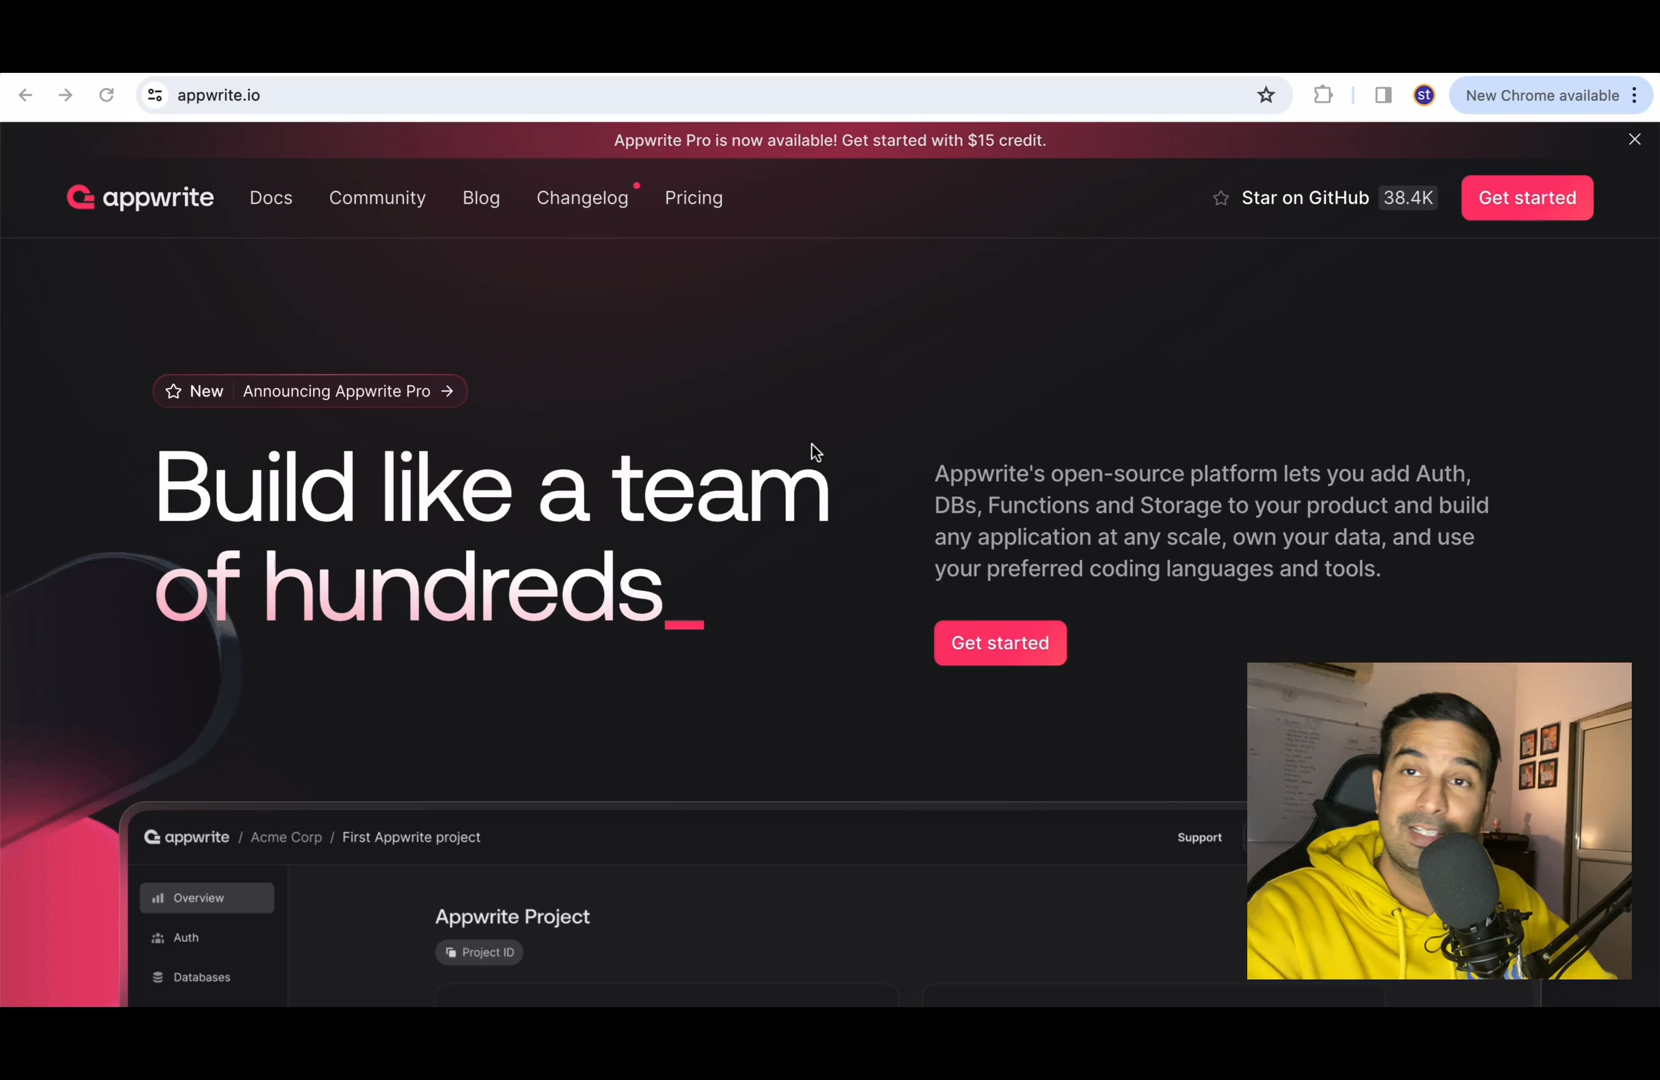 appwrite.io
st
New Chrome available
Appwrite Pro is now available! Get started with $15 credit.
appwrite
Docs
Community
Blog
Changelog
Pricing
Star on GitHub
38.4K
Get started
New
Announcing Appwrite Pro →
Build like a team
of hundreds_
Appwrite's open-source platform lets you add Auth,
DBs, Functions and Storage to your product and build
any application at any scale, own your data, and use
your preferred coding languages and tools.
Get started
appwrite / Acme Corp / First Appwrite project
Support
Overview
Auth
Databases
Appwrite Project
Project ID